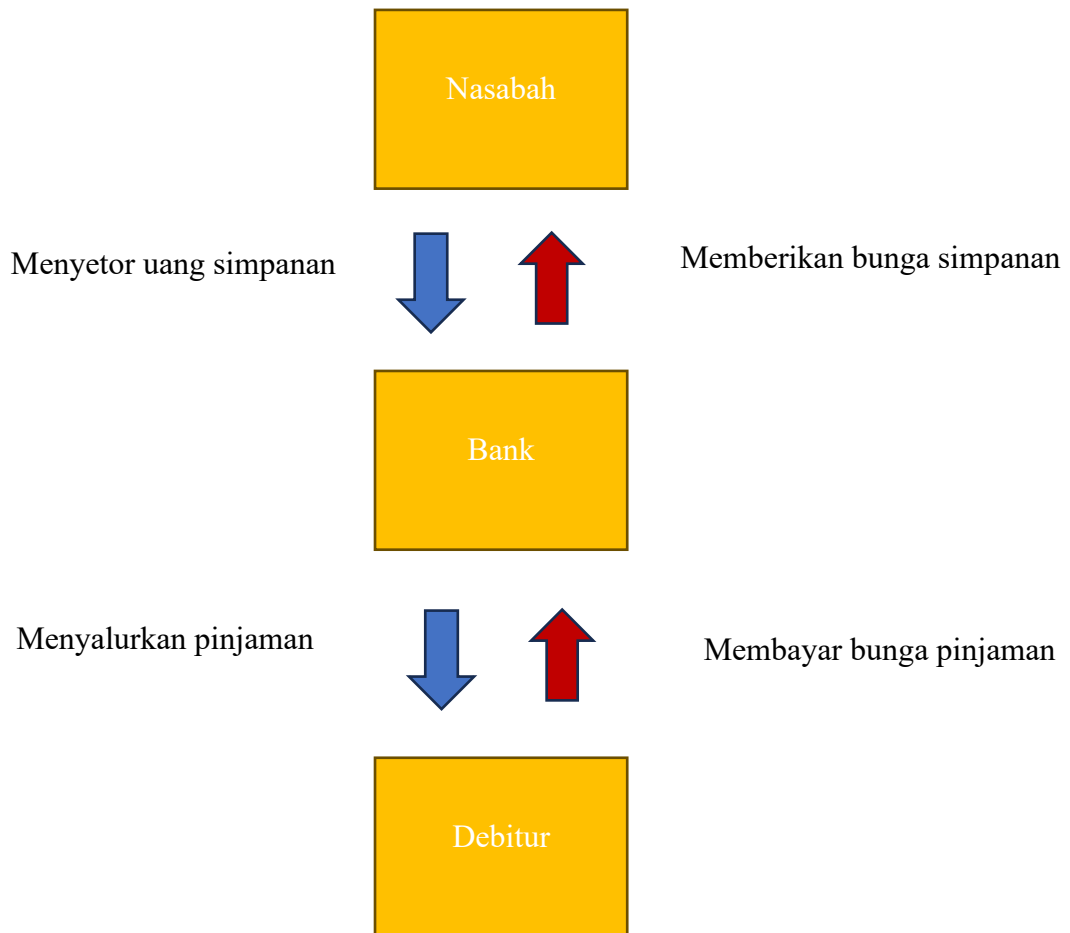 Nasabah
Menyetor uang simpanan
Memberikan bunga simpanan
Bank
Menyalurkan pinjaman
Membayar bunga pinjaman
Debitur